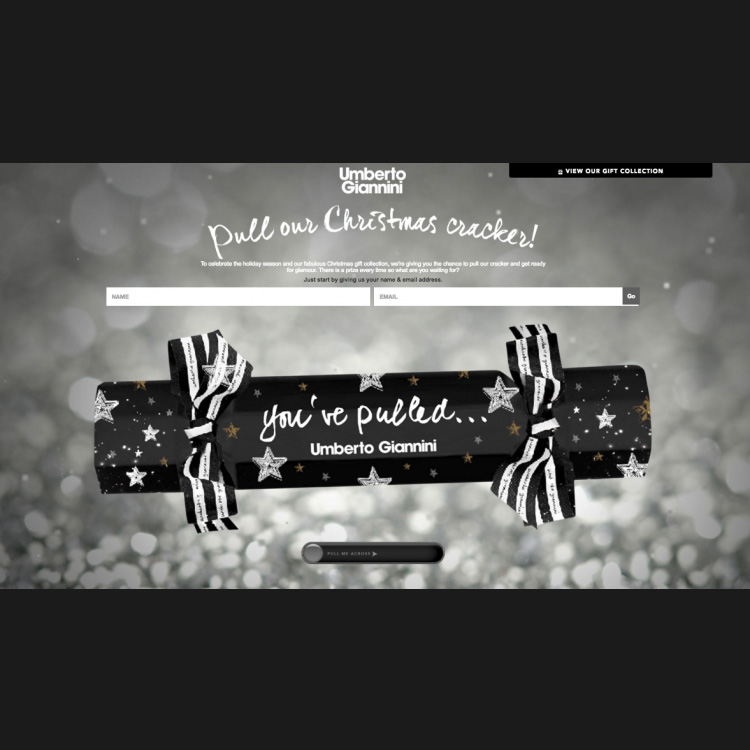 Umberto
Giannini
VIEW OUR GIFT COLLECTION
Pull our Christmas cracker!
To celebrate the holiday season and our fabulous Christmas gift collection, we're giving you the chance to pull our cracker and get ready
for glamour. There is a prize every time so what are you waiting for?
Just start by giving us your name & email address.
NAME
EMAIL
Go
you've pulled...
Umberto Giannini
PULL ME ACROSS